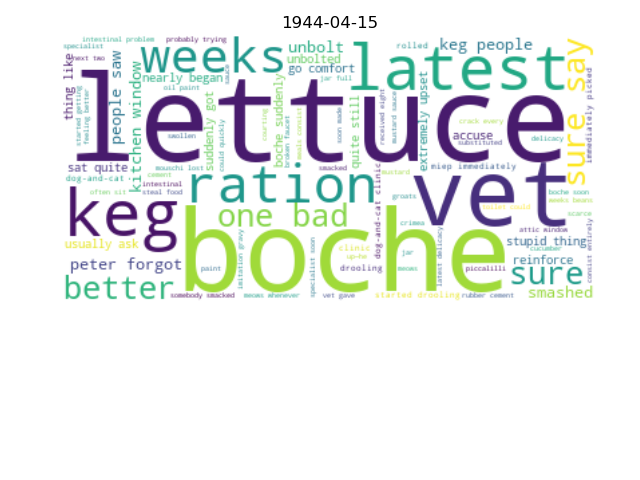 1944-04-15
intestinal problem
probably trying
specialist
next two
thing like
people saw
kitchen window
weeks
nearly began
oil paint
sauce
unbolt
unbolted
go comfort
jar full
latest
rolled
keg people
sure say
immediately picked
lettuce
started getting
feeling better
swollen
suddenly got
could quickly
courting
boche suddenly
broken faucet
soon made
quite still
received eight
mustard sauce
extremely upset
crack every
accuse
substituted
delicacy
sat quite
dog-and-cat
cement
mouschi lost
intestinal
steal food
often sit
smacked
ration
mustard
dog-and-cat clinic
groats
miep immediately
vet
boche soon
weeks beans
scarce
keg
one bad
boche
crimes
attic window
cucumber
usually ask
peter forgot
better
paint
imitation gravy
specialist soon
clinic
drooling
jar
meows
latest delicacy
piccalilli
stupid thing
reinforce
sure
smashed
consist entirely
somebody smacked
meows whenever
vet gave
started drooling
rubber cement